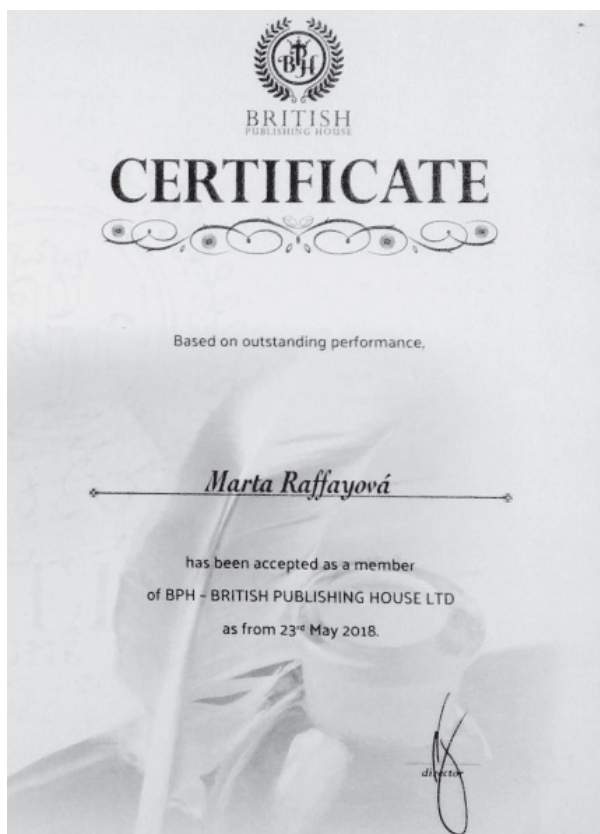 BPH
BRITISH
PUBLISHING HOUSE
CERTIFICATE
Based on outstanding performance,
Marta Raffayová
has been accepted as a member
of BPH – BRITISH PUBLISHING HOUSE LTD
as from 23rd May 2018.
director